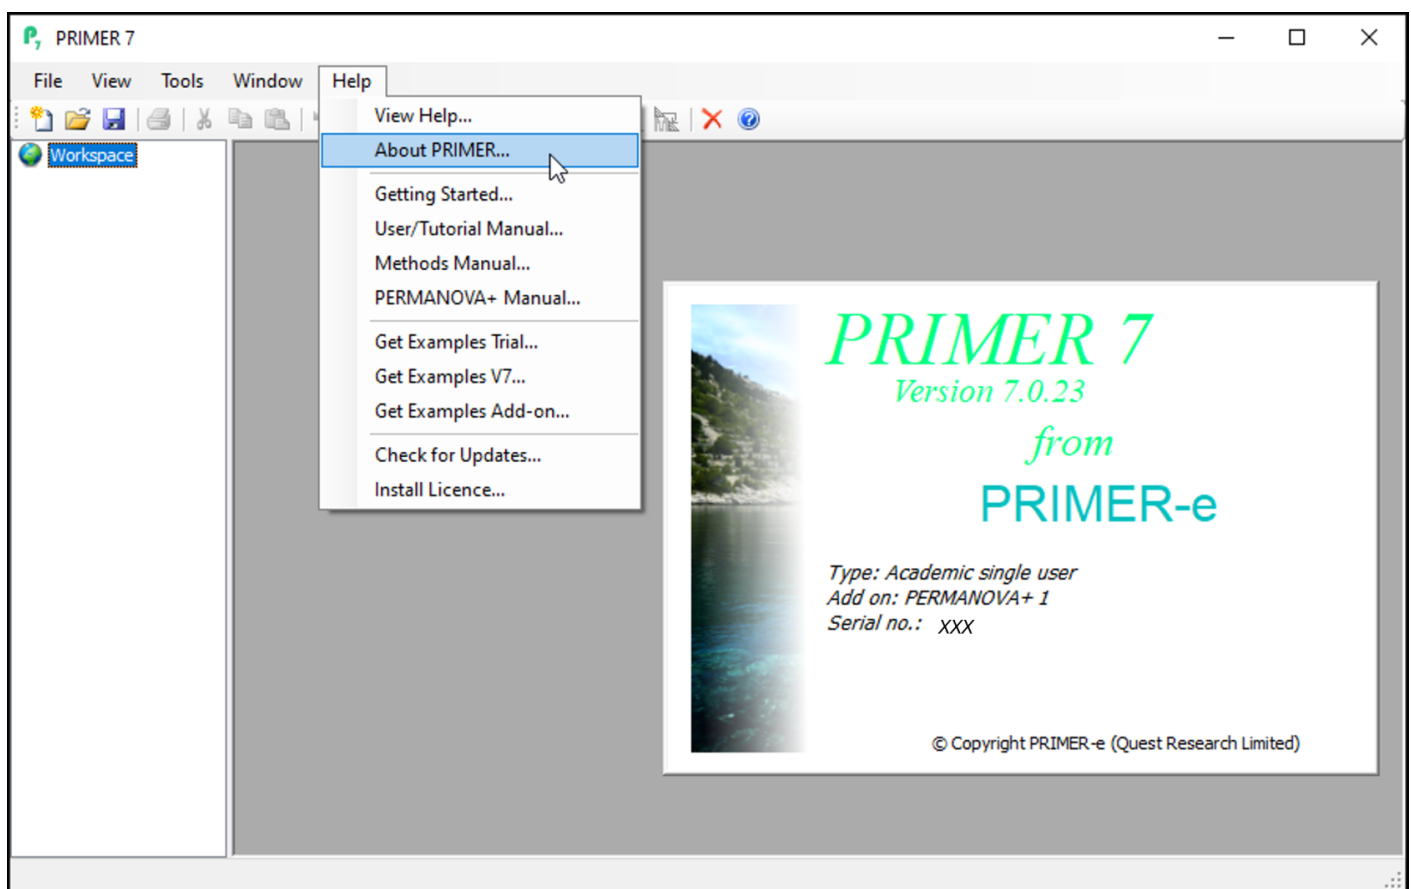 PRIMER 7
File View Tools Window Help
View Help...
About PRIMER...
Getting Started...
User/Tutorial Manual...
Methods Manual...
PERMANOVA+ Manual...
Get Examples Trial...
Get Examples V7...
Get Examples Add-on...
Check for Updates...
Install Licence...
Workspace
PRIMER 7
Version 7.0.23
from
PRIMER-e
Type: Academic single user
Add on: PERMANOVA+ 1
Serial no.: XXX
© Copyright PRIMER-e (Quest Research Limited)